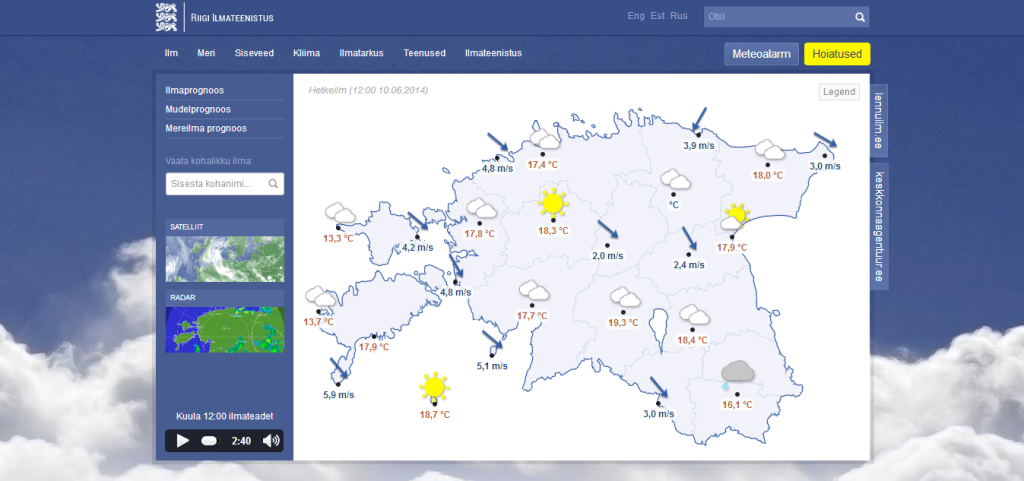 RIIGI ILMATEENISTUS
Eng Est Rus
Otsi
Ilm Meri Siseveed Kliima Ilmatarkus Teenused Ilmateenistus
Meteoalarm Hoiatused
Ilmaprognoos
Mudelprognoos
Mereilma prognoos
Vaata kohalikku ilma:
Sisesta kohanimi...
SATELLIIT
RADAR
Kuula 12:00 ilmateadet
2:40
Hetkeilm (12:00 10.06.2014)
Legend
3,9 m/s
4,8 m/s
17,4 °C
18,0 °C
3,0 m/s
°C
13,3 °C
4,2 m/s
17,8 °C
18,3 °C
2,0 m/s
2,4 m/s
17,9 °C
4,8 m/s
13,7 °C
17,7 °C
19,3 °C
18,4 °C
17,9 °C
5,1 m/s
5,9 m/s
18,7 °C
3,0 m/s
16,1 °C
lennuilm.ee
keskkonnaagentuur.ee